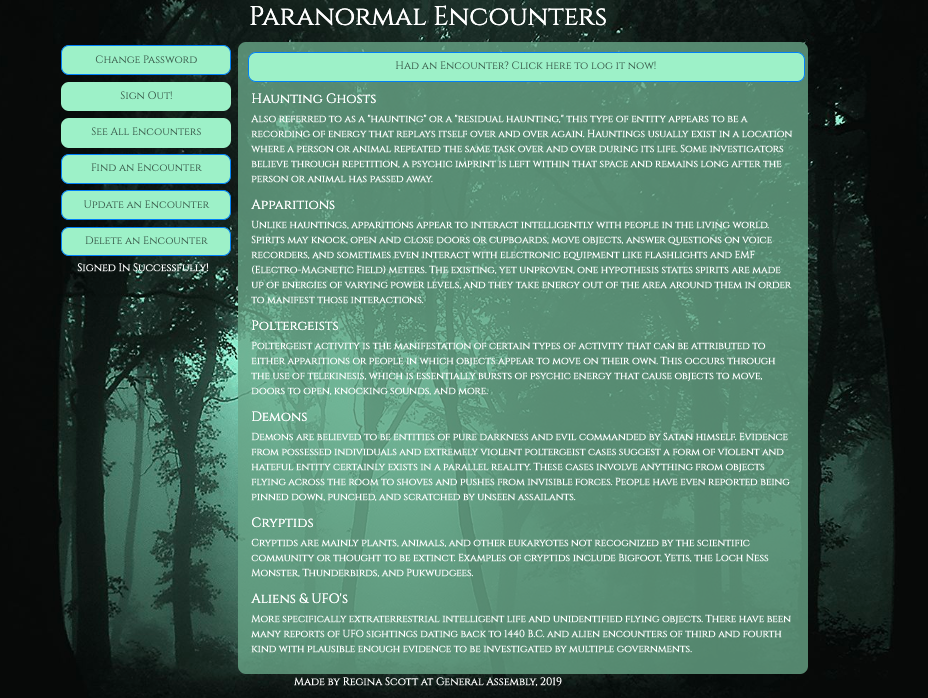 Paranormal Encounters
Change Password
Sign Out!
See All Encounters
Find an Encounter
Update an Encounter
Delete an Encounter
Signed In Successfully!
Had an Encounter? Click here to log it now!
Haunting Ghosts
Also referred to as a "haunting" or a "residual haunting," this type of entity appears to be a
recording of energy that replays itself over and over again. Hauntings usually exist in a location
where a person or animal repeated the same task over and over during its life. Some investigators
believe through repetition, a psychic imprint is left within that space and remains long after the
person or animal has passed away.
Apparitions
Unlike hauntings, apparitions appear to interact intelligently with people in the living world.
Spirits may knock, open and close doors or cupboards, move objects, answer questions on voice
recorders, and sometimes even interact with electronic equipment like flashlights and EMF
(Electro-Magnetic Field) meters. The existing, yet unproven, one hypothesis states spirits are made
up of energies of varying power levels, and they take energy out of the area around them in order
to manifest those interactions.
Poltergeists
Poltergeist activity is the manifestation of certain types of activity that can be attributed to
either apparitions or people in which objects appear to move on their own. This occurs through
the use of telekinesis, which is essentially bursts of psychic energy that cause objects to move,
doors to open, knocking sounds, and more.
Demons
Demons are believed to be entities of pure darkness and evil commanded by Satan himself. Evidence
from possessed individuals and extremely violent poltergeist cases suggest a form of violent and
hateful entity certainly exists in a parallel reality. These cases involve anything from objects
flying across the room to shoves and pushes from invisible forces. People have even reported being
pinned down, punched, and scratched by unseen assailants.
Cryptids
Cryptids are mainly plants, animals, and other eukaryotes not recognized by the scientific
community or thought to be extinct. Examples of cryptids include Bigfoot, Yetis, the Loch Ness
Monster, Thunderbirds, and Pukwudgees.
Aliens & UFO's
More specifically extraterrestrial intelligent life and unidentified flying objects. There have been
many reports of UFO sightings dating back to 1440 B.C. and alien encounters of third and fourth
kind with plausible enough evidence to be investigated by multiple governments.
Made by Regina Scott at General Assembly, 2019